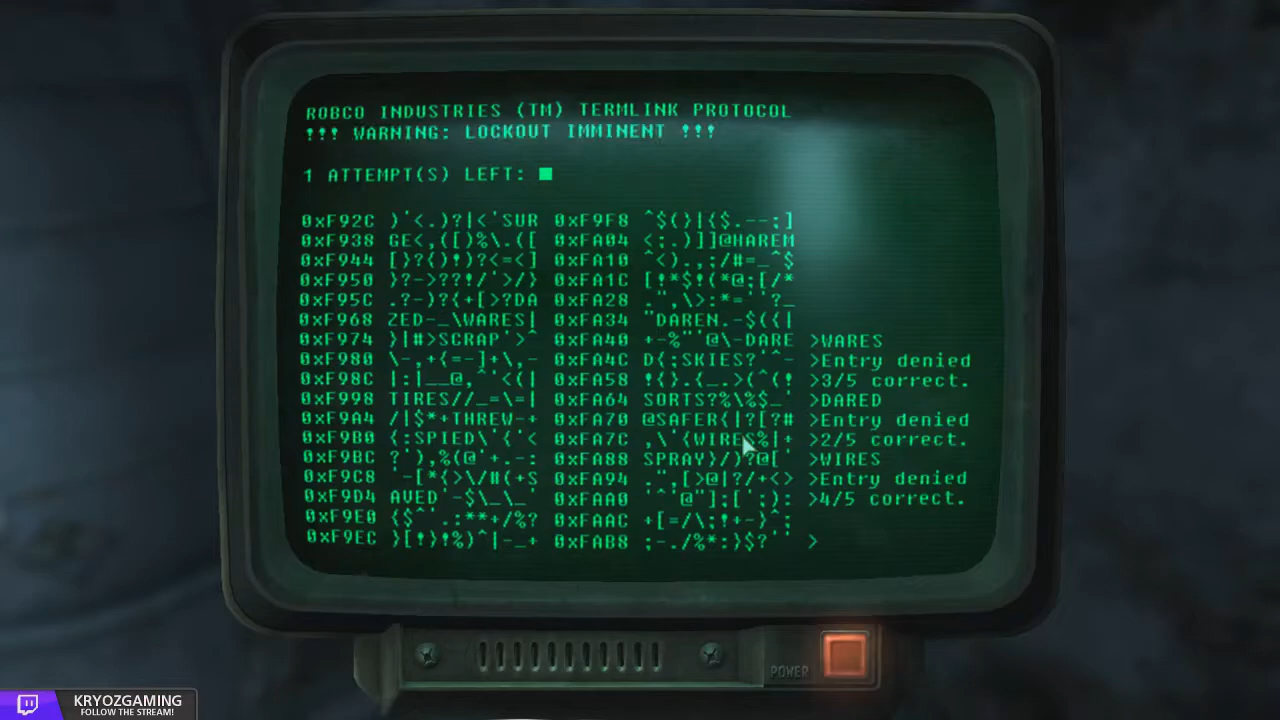 ROBCO INDUSTRIES (TM) TERMLINK PROTOCOL
!!! WARNING: LOCKOUT IMMINENT !!!
1 ATTEMPT(S) LEFT:
0xF92C )'<.)?|<'SUR 0xF9F8 ^$(}|{$.--:]
0xF938 GE<,([)%\.([ 0xFA04 <;.)]]@HAREM
0xF944 [}?{)!)?<=<] 0xFA10 ^<).,;/#=_^$
0xF950 }?->??!/'>/} 0xFA1C [!*$!(*@;[/*
0xF95C .?-)?{+[>?DA 0xFA28 .",\>:*=''?_
0xF968 ZED-_\WARES| 0xFA34 "DAREN.-$({|
0xF974 }|#>SCRAP'>^ 0xFA40 +-%"'@\-DARE >WARES
0xF980 \-,+{=-]+\,- 0xFA4C D{;SKIES?'^- >Entry denied
0xF98C |:|__@,^'<(| 0xFA58 !{}.{_.>(^(! >3/5 correct.
0xF998 TIRES//_=\=| 0xFA64 SORTS?%\%$_' >DARED
0xF9A4 /|$*+THREW-+ 0xFA70 @SAFER{|?[?# >Entry denied
0xF9B0 {:SPIED\'{'< 0xFA7C ,\'{WIRES%|+ >2/5 correct.
0xF9BC ?'),%(@'+.-: 0xFA88 SPRAY}/)?@[' >WIRES
0xF9C8 '-[*{>\/#(+S 0xFA94 .",[>@|?/+<> >Entry denied
0xF9D4 AVED'-$\_\_' 0xFAA0 '^'@"];[':): >4/5 correct.
0xF9E0 {$^'.:**+/%? 0xFAAC +[=/\;!+-}^;
0xF9EC }[!}!%)^|-_+ 0xFAB8 ;-./%*:}$?'' >
POWER
KRYOZGAMING
FOLLOW THE STREAM!